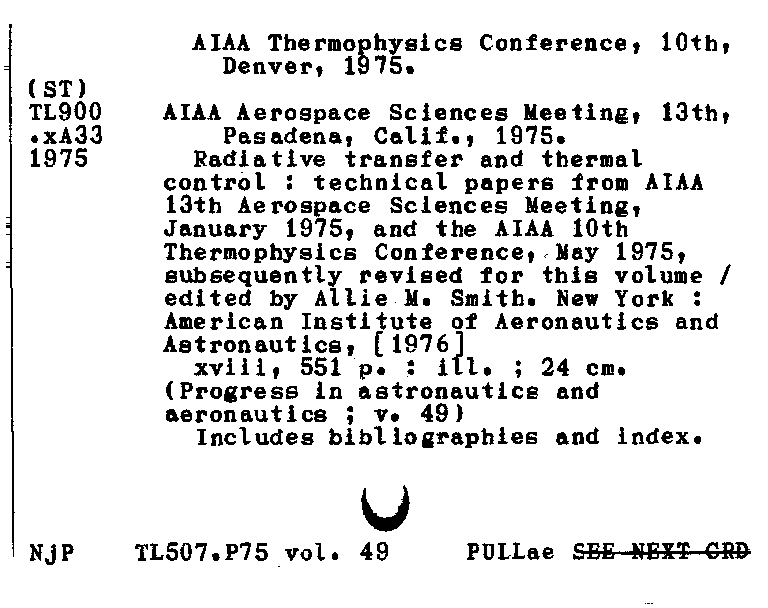 AIAA Thermophysics Conference, 10th,
Denver, 1975.
(ST)
TL900 AIAA Aerospace Sciences Meeting, 13th,
.xA33 Pasadena, Calif., 1975.
1975 Radiative transfer and thermal
control : technical papers from AIAA
13th Aerospace Sciences Meeting,
January 1975, and the AIAA 10th
Thermophysics Conference, May 1975,
subsequently revised for this volume /
edited by Allie M. Smith. New York :
American Institute of Aeronautics and
Astronautics, [1976]
xviii, 551 p. : ill. ; 24 cm.
(Progress in astronautics and
aeronautics ; v. 49)
Includes bibliographies and index.
NjP TL507.P75 vol. 49 PULLae SEE NEXT CRD